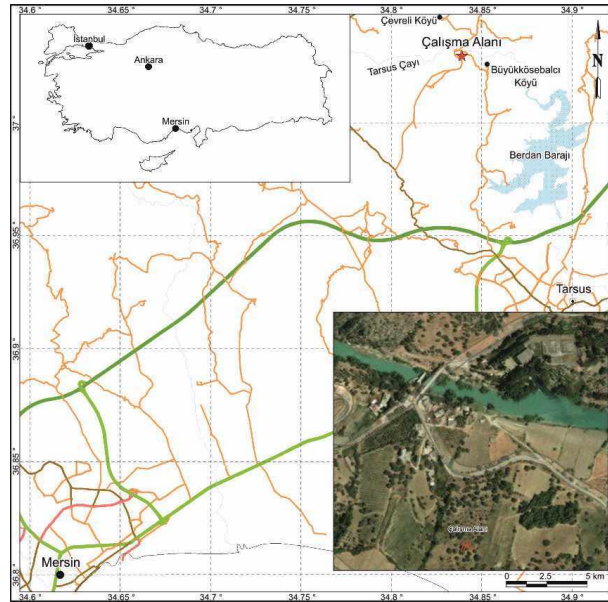 34.6 34.65 34.7 34.75 34.8 34.85 34.9
İstanbul
Ankara
Mersin
Çevreli Köyü
Çalışma Alanı
Tarsus Çayı
Büyükkösebalcı
Köyü
N
37 °
Berdan Barajı
36.95 °
Tarsus
36.9 °
36.85 °
Çalışma Alanı
Mersin
36.8 °
0 2.5 5 km
34.6 34.65 34.7 34.75 34.8 34.85 34.9